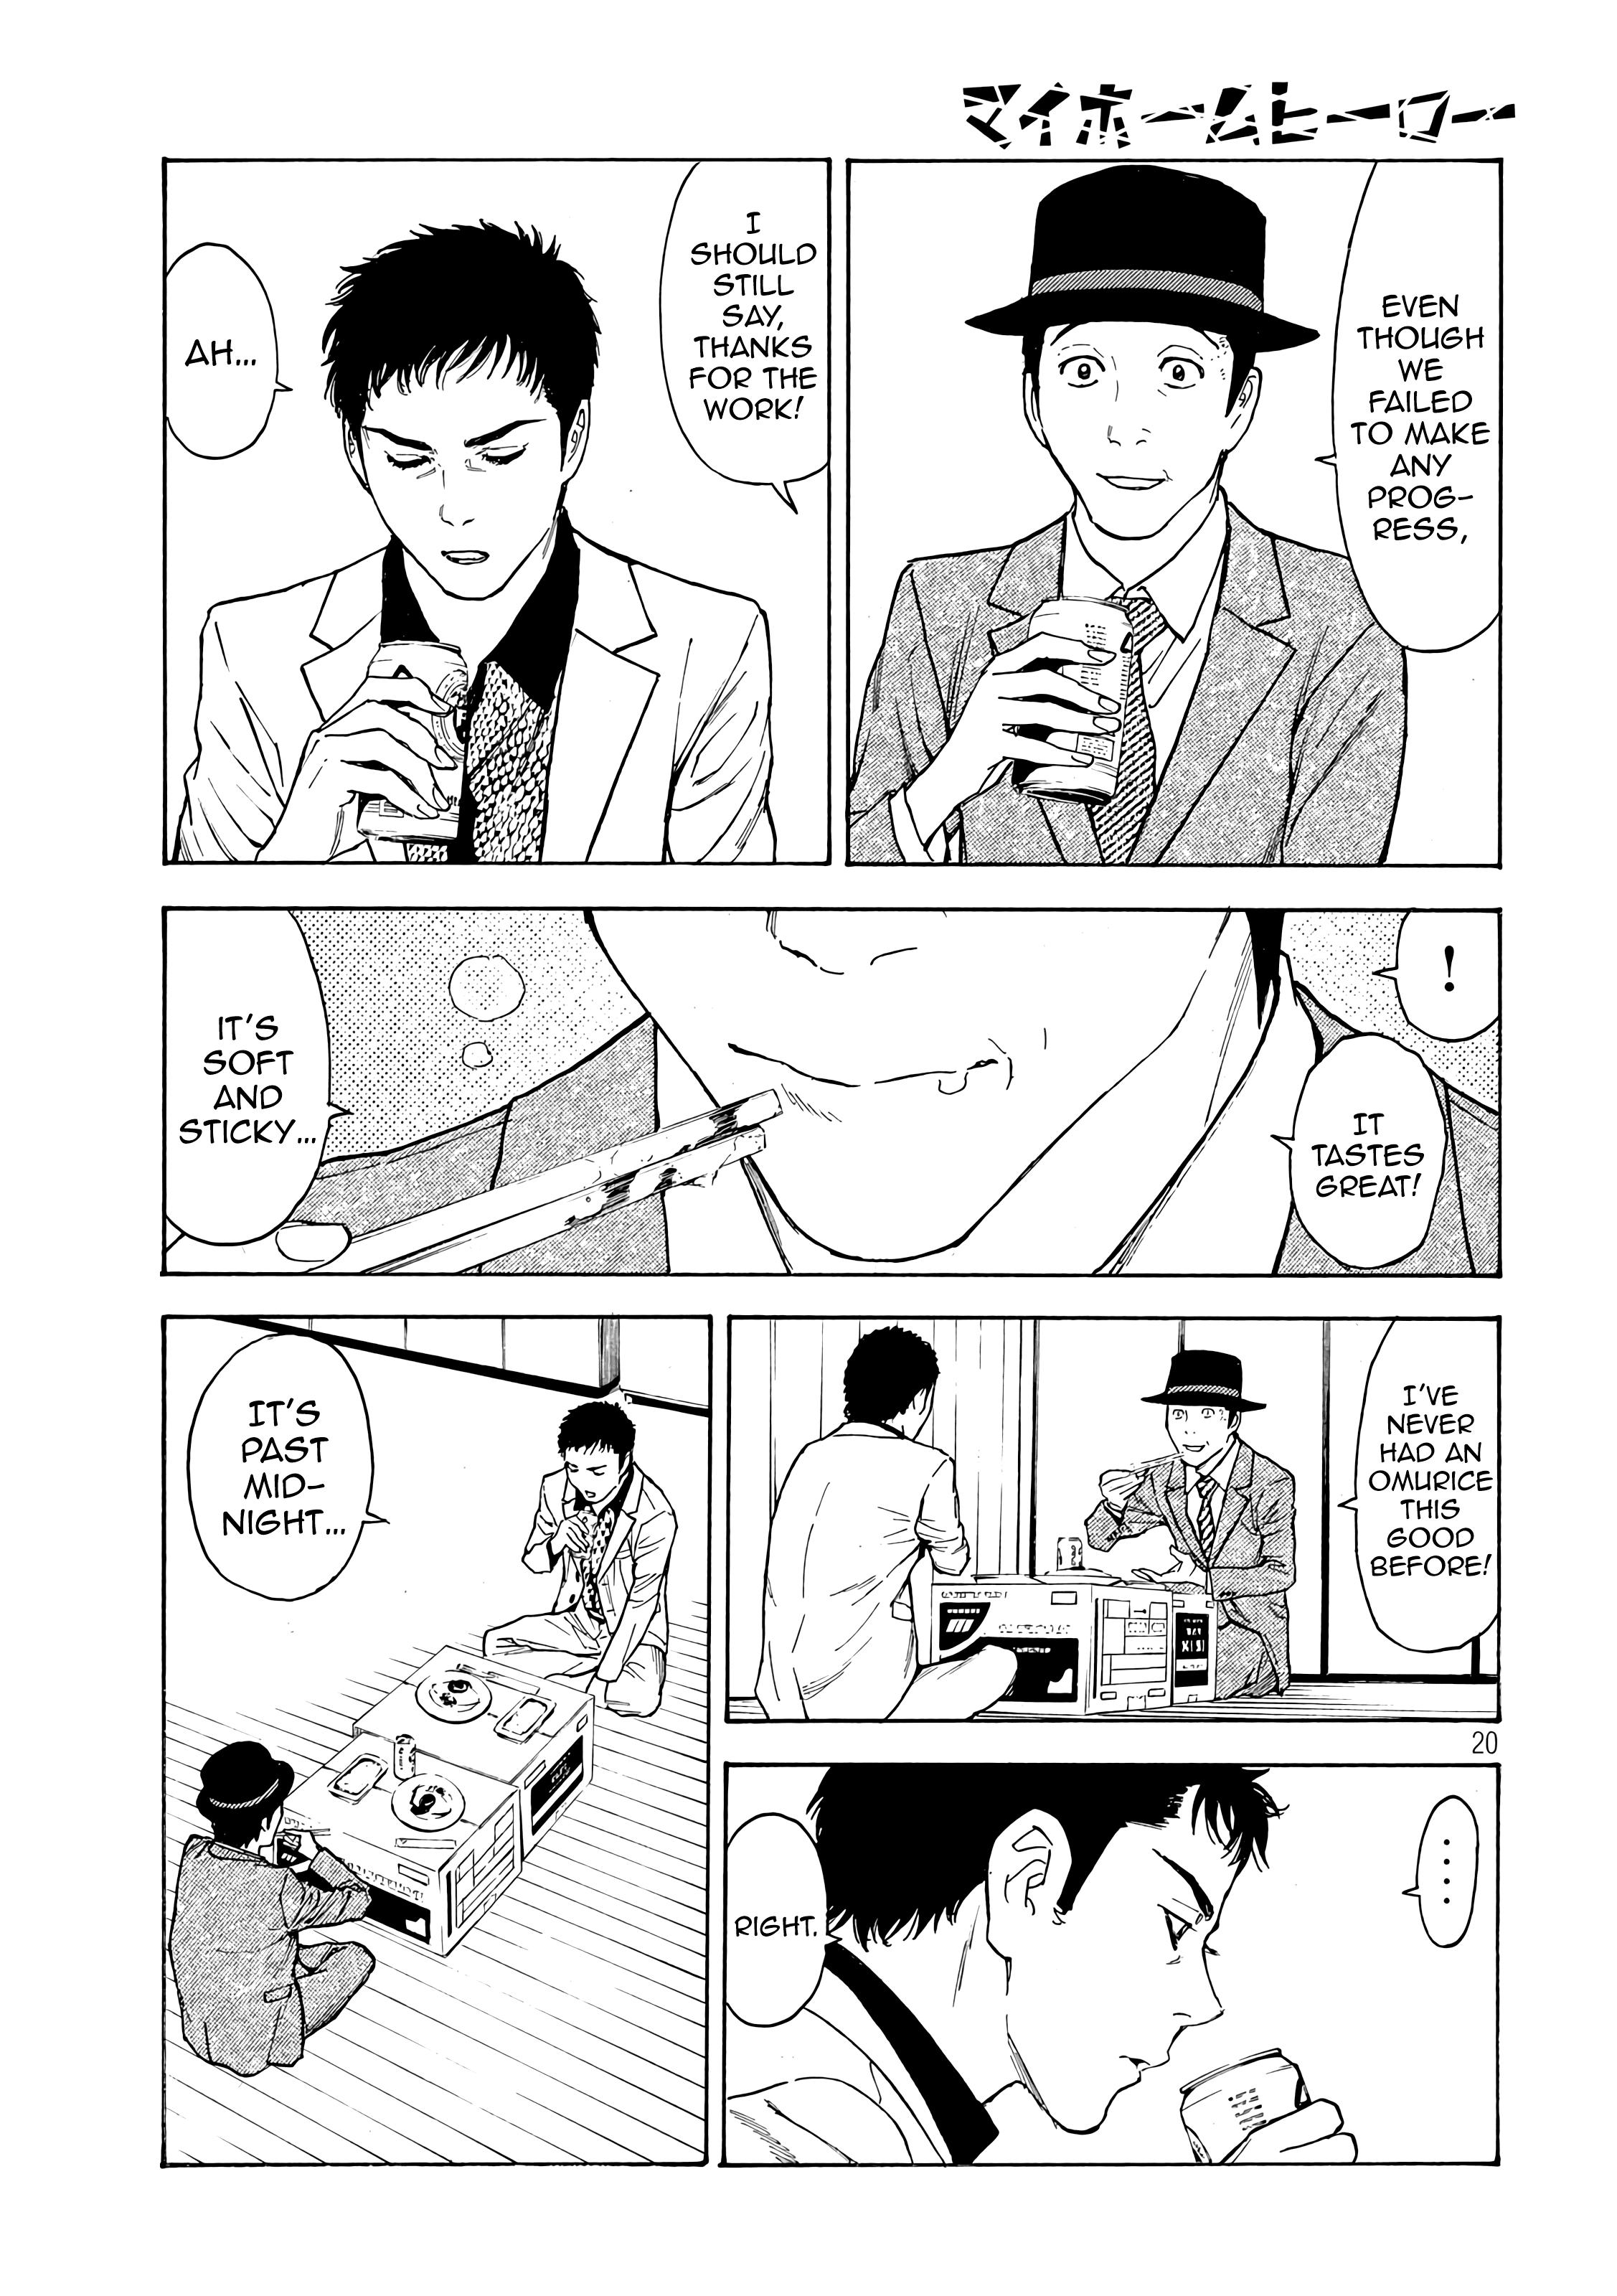 マイホームヒーロー
EVEN
THOUGH
WE
FAILED
TO MAKE
ANY
PROG-
RESS,
I
SHOULD
STILL
SAY,
THANKS
FOR THE
WORK!
AH...
!
IT
TASTES
GREAT!
IT'S
SOFT
AND
STICKY...
I'VE
NEVER
HAD AN
OMURICE
THIS
GOOD
BEFORE!
20
....
RIGHT.
IT'S
PAST
MID-
NIGHT...